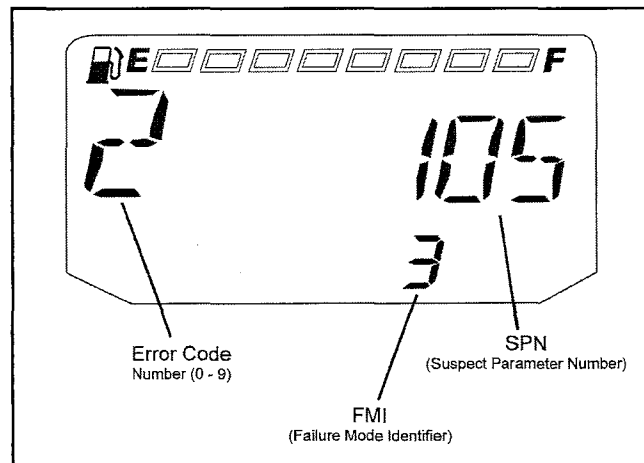 E F
2 105
3
Error Code
Number (0 - 9)
SPN
(Suspect Parameter Number)
FMI
(Failure Mode Identifier)